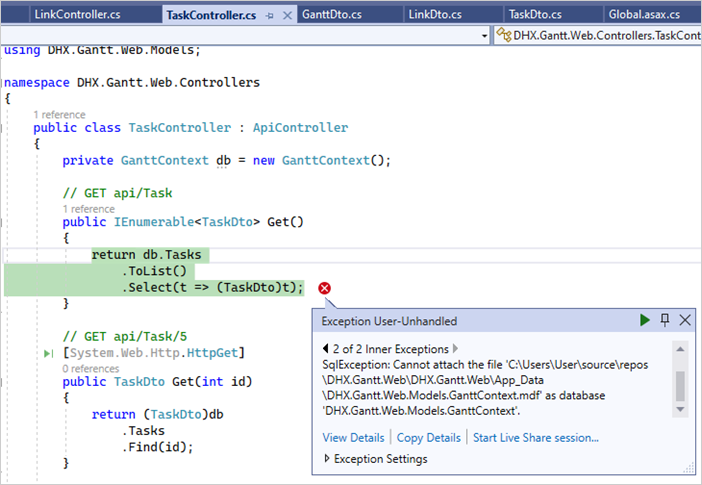 LinkController.cs TaskController.cs GanttDto.cs LinkDto.cs TaskDto.cs Global.asax.cs
DHX.Gantt.Web.Controllers.TaskCont
using DHX.Gantt.Web.Models;
namespace DHX.Gantt.Web.Controllers
{
1 reference
public class TaskController : ApiController
{
private GanttContext db = new GanttContext();
// GET api/Task
1 reference
public IEnumerable<TaskDto> Get()
{
return db.Tasks
.ToList()
.Select(t => (TaskDto)t);
}
// GET api/Task/5
[System.Web.Http.HttpGet]
0 references
public TaskDto Get(int id)
{
return (TaskDto)db
.Tasks
.Find(id);
}
Exception User-Unhandled
2 of 2 Inner Exceptions
SqlException: Cannot attach the file 'C:\Users\User\source\repos
\DHX.Gantt.Web\DHX.Gantt.Web\App_Data
\DHX.Gantt.Web.Models.GanttContext.mdf' as database
'DHX.Gantt.Web.Models.GanttContext'.
View Details Copy Details Start Live Share session...
Exception Settings